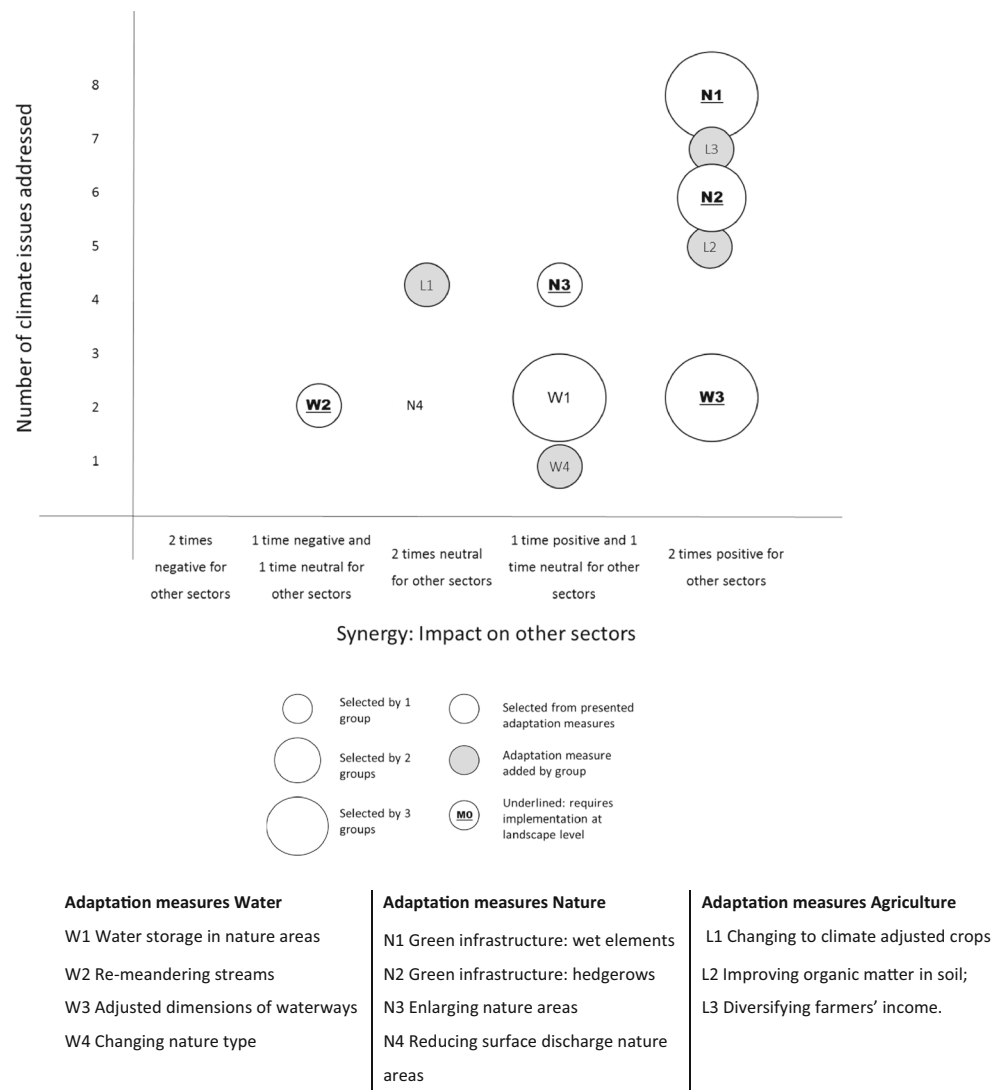 Number of climate issues addressed
8
7
6
5
4
3
2
1
N1
L3
N2
L2
L1
N3
W2
N4
W1
W3
W4
2 times
negative for
other sectors
1 time negative and
1 time neutral for
other sectors
2 times neutral
for other sectors
1 time positive and 1
time neutral for other
sectors
2 times positive for
other sectors
Synergy: Impact on other sectors
Selected by 1
group
Selected by 2
groups
Selected by 3
groups
Selected from presented
adaptation measures
Adaptation measure
added by group
M0
Underlined: requires
implementation at
landscape level
Adaptation measures Water
W1 Water storage in nature areas
W2 Re-meandering streams
W3 Adjusted dimensions of waterways
W4 Changing nature type
Adaptation measures Nature
N1 Green infrastructure: wet elements
N2 Green infrastructure: hedgerows
N3 Enlarging nature areas
N4 Reducing surface discharge nature
areas
Adaptation measures Agriculture
L1 Changing to climate adjusted crops
L2 Improving organic matter in soil;
L3 Diversifying farmers' income.